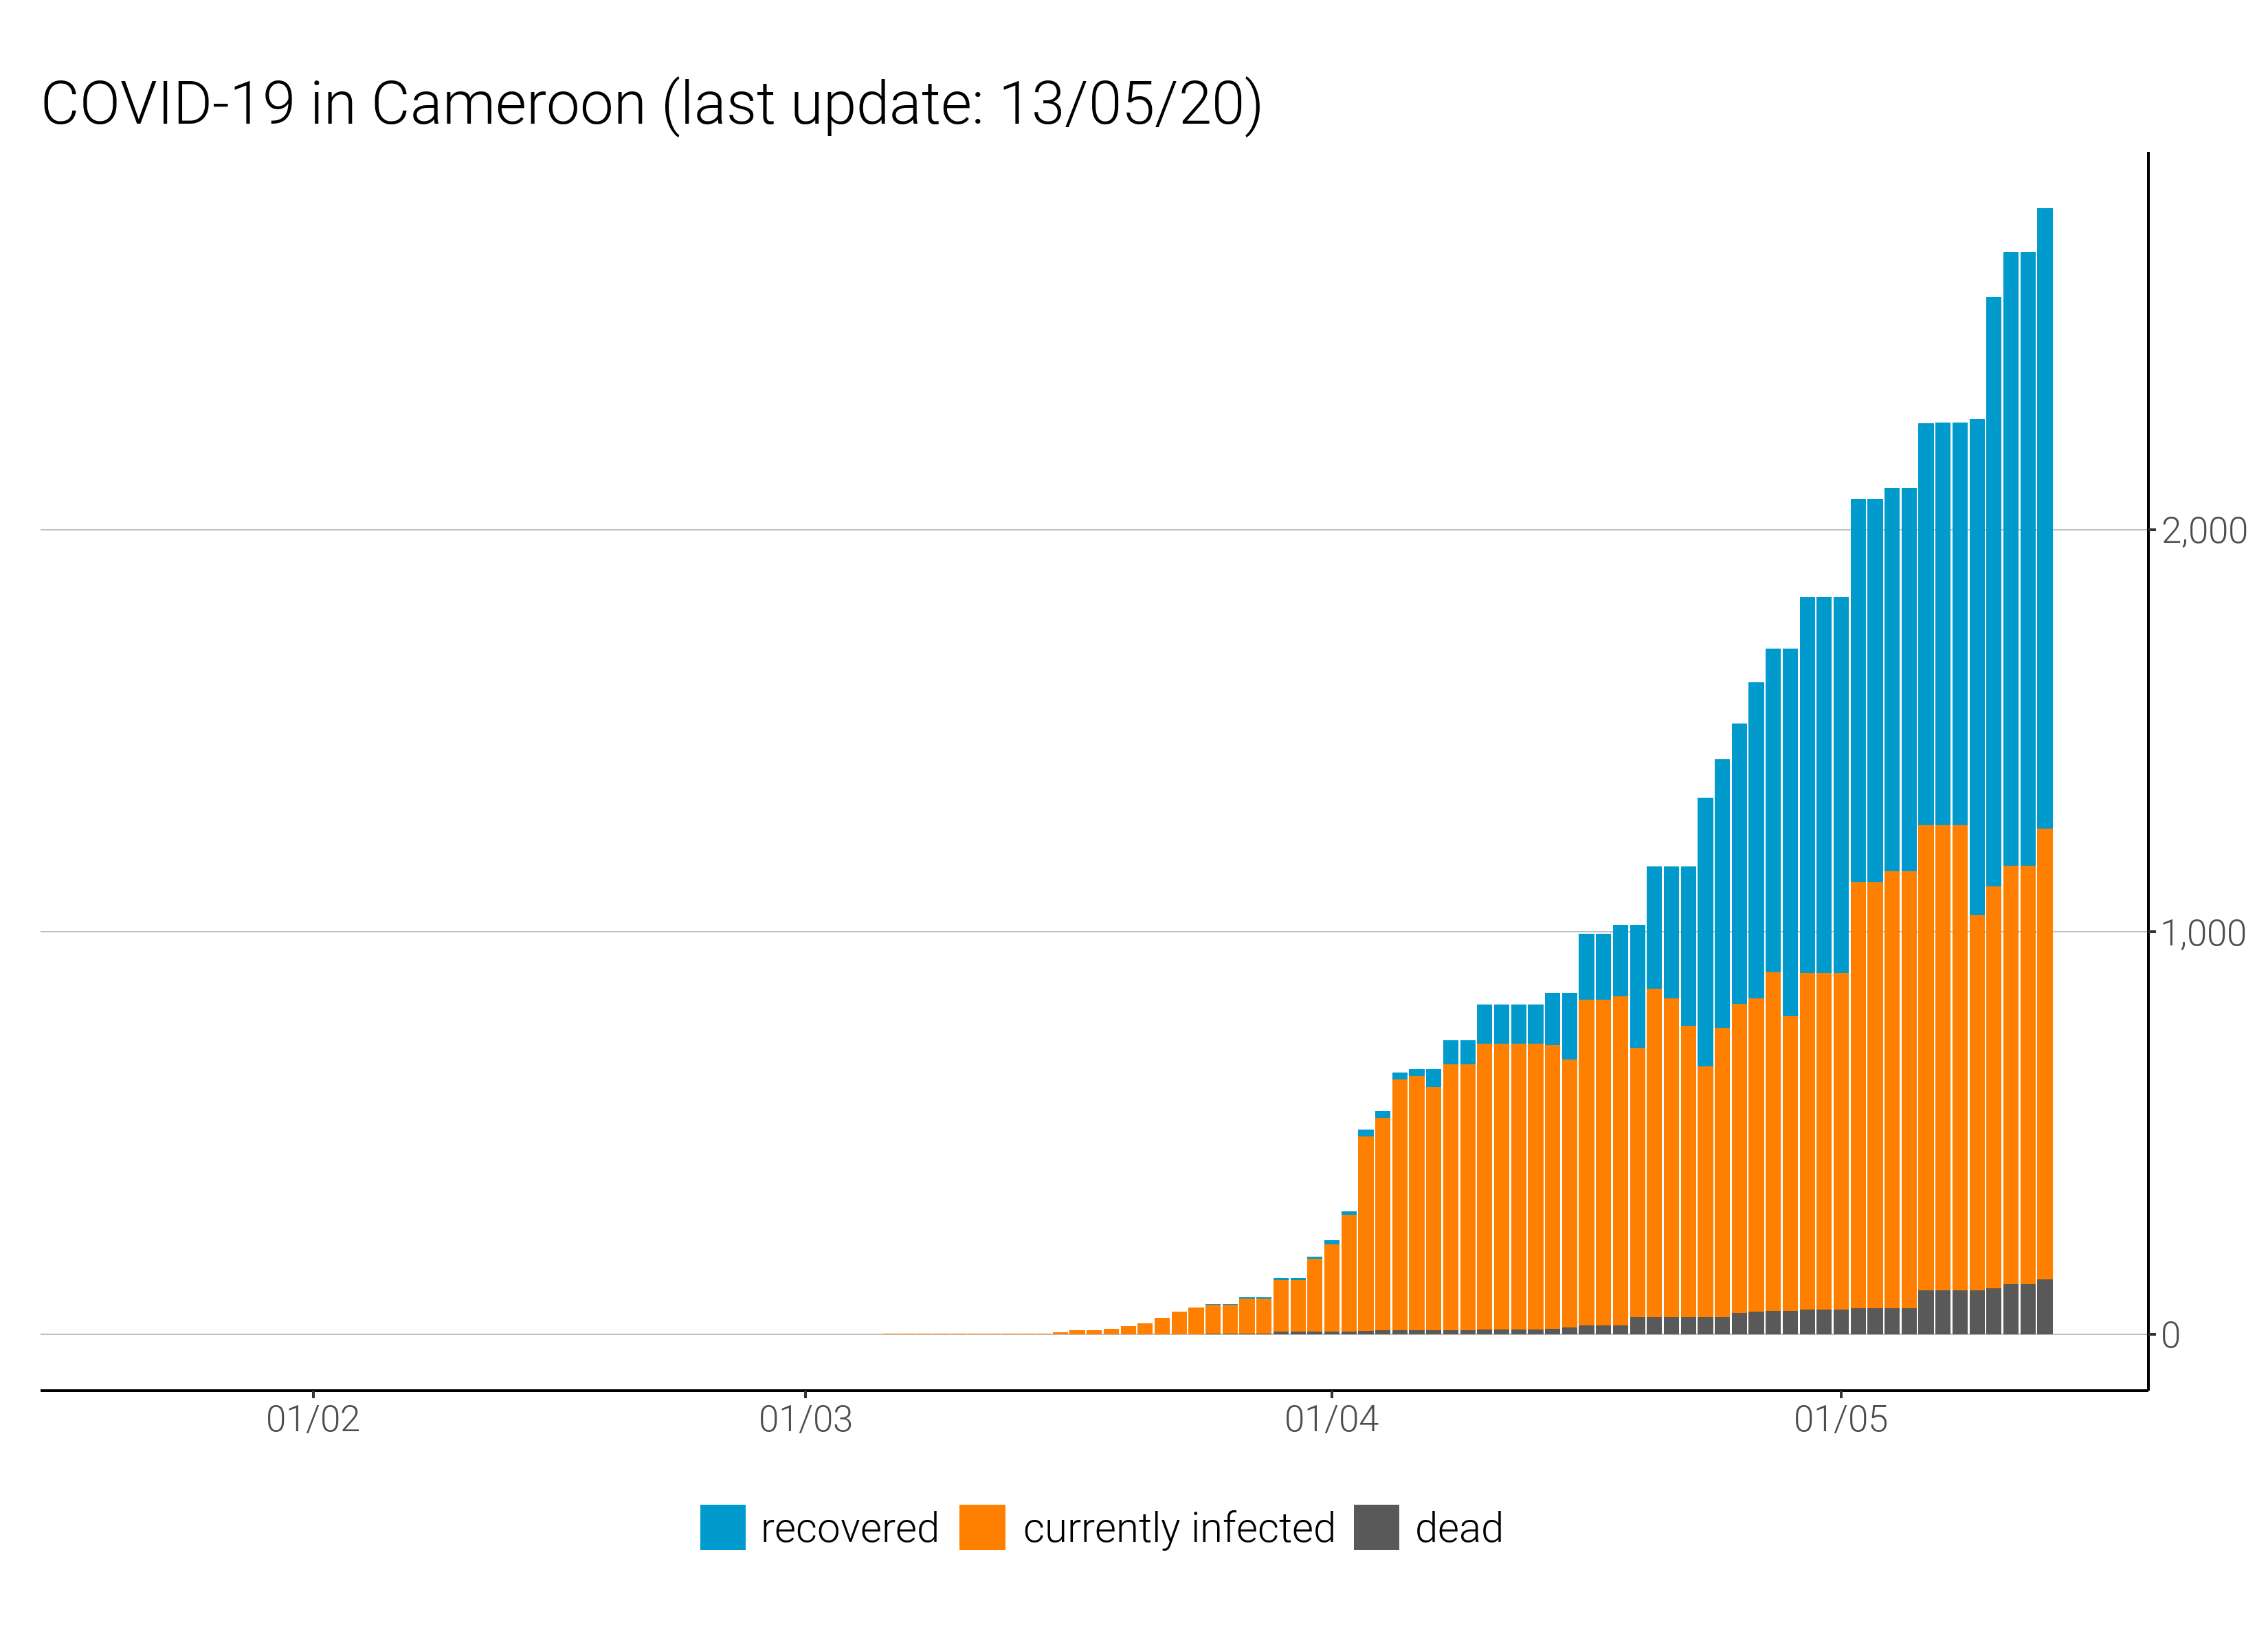 COVID-19 in Cameroon (last update: 13/05/20)
2,000
1,000
0
01/02 01/03 01/04 01/05
recovered currently infected dead